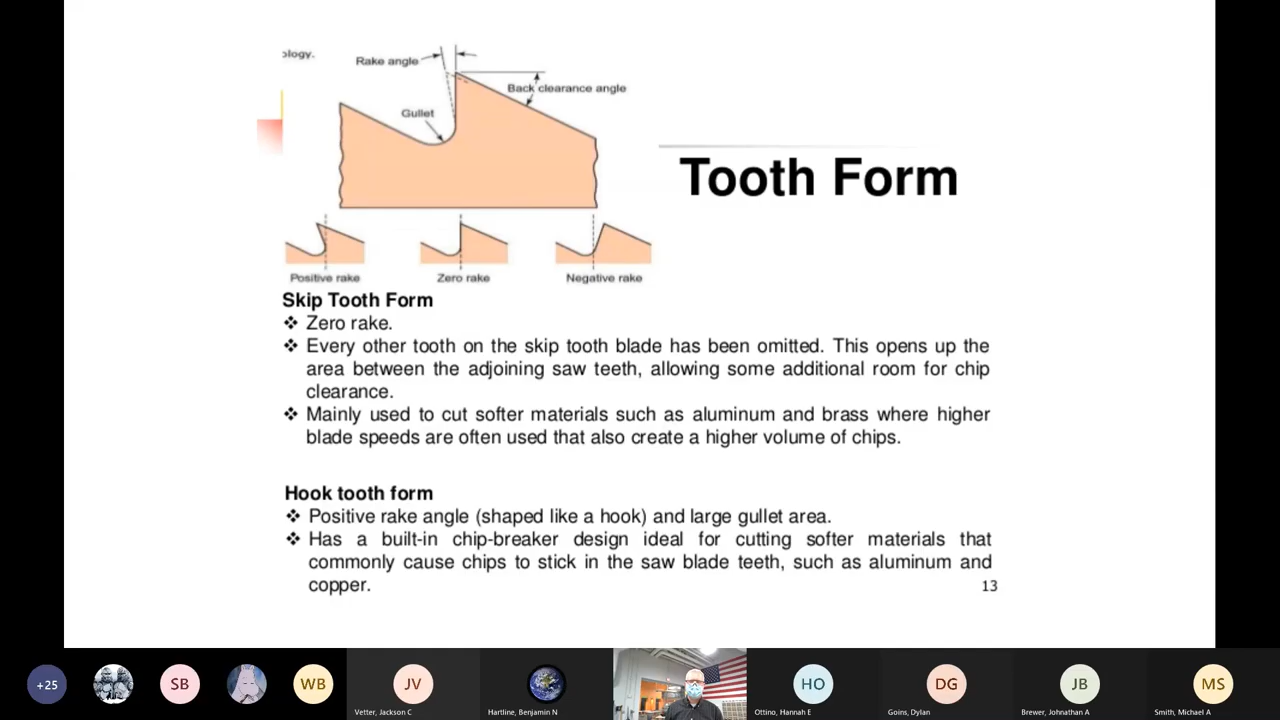 ology.
Rake angle
Back clearance angle
Gullet
Tooth Form
Positive rake
Zero rake
Negative rake
Skip Tooth Form
❖ Zero rake.
❖ Every other tooth on the skip tooth blade has been omitted. This opens up the
area between the adjoining saw teeth, allowing some additional room for chip
clearance.
❖ Mainly used to cut softer materials such as aluminum and brass where higher
blade speeds are often used that also create a higher volume of chips.
Hook tooth form
❖ Positive rake angle (shaped like a hook) and large gullet area.
❖ Has a built-in chip-breaker design ideal for cutting softer materials that
commonly cause chips to stick in the saw blade teeth, such as aluminum and
copper.
13
+25
SB
WB
JV
HO
DG
JB
MS
Vetter, Jackson C
Hartline, Benjamin N
Ottino, Hannah E
Goins, Dylan
Brewer, Johnathan A
Smith, Michael A